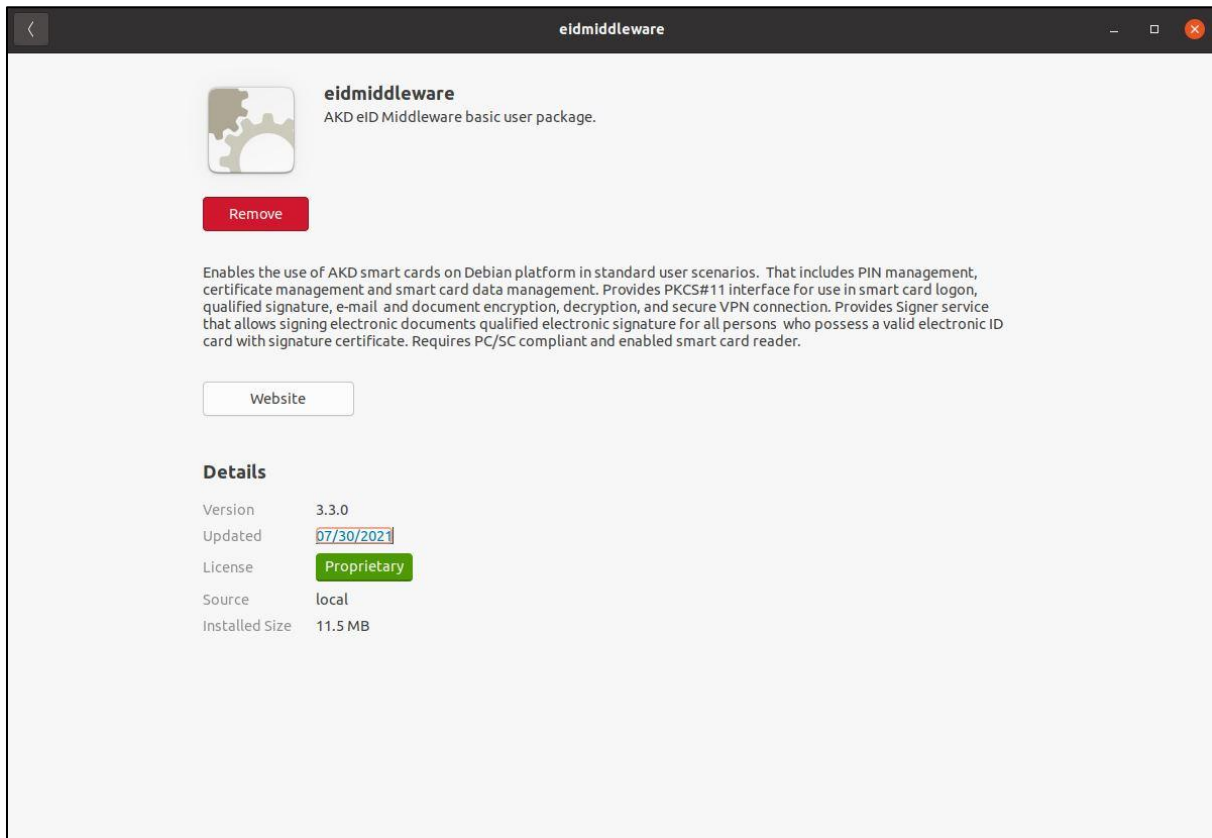 eidmiddleware
eidmiddleware
AKD eID Middleware basic user package.
Remove
Enables the use of AKD smart cards on Debian platform in standard user scenarios.  That includes PIN management,
certificate management and smart card data management. Provides PKCS#11 interface for use in smart card logon,
qualified signature, e-mail  and document encryption, decryption, and secure VPN connection. Provides Signer service
that allows signing electronic documents qualified electronic signature for all persons  who possess a valid electronic ID
card with signature certificate. Requires PC/SC compliant and enabled smart card reader.
Website
Details
Version 3.3.0
Updated 07/30/2021
License Proprietary
Source local
Installed Size 11.5 MB